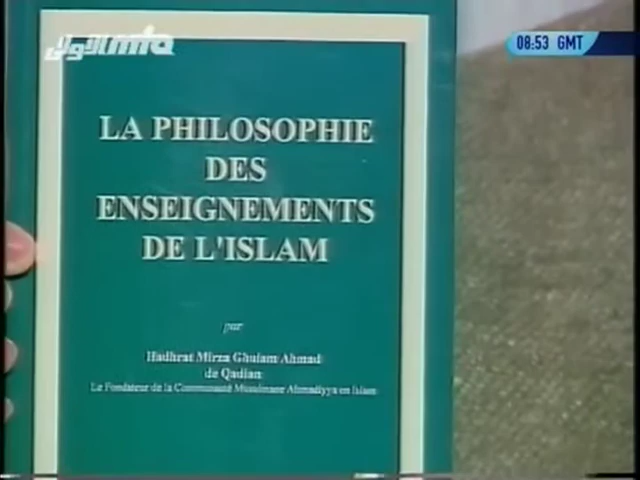 mta الاولى
08:53 GMT
LA PHILOSOPHIE
DES
ENSEIGNEMENTS
DE L'ISLAM
par
Hadhrat Mirza Ghulam Ahmad
de Qadian
Le Fondateur de la Communauté Musulmane Ahmadiyya en Islam